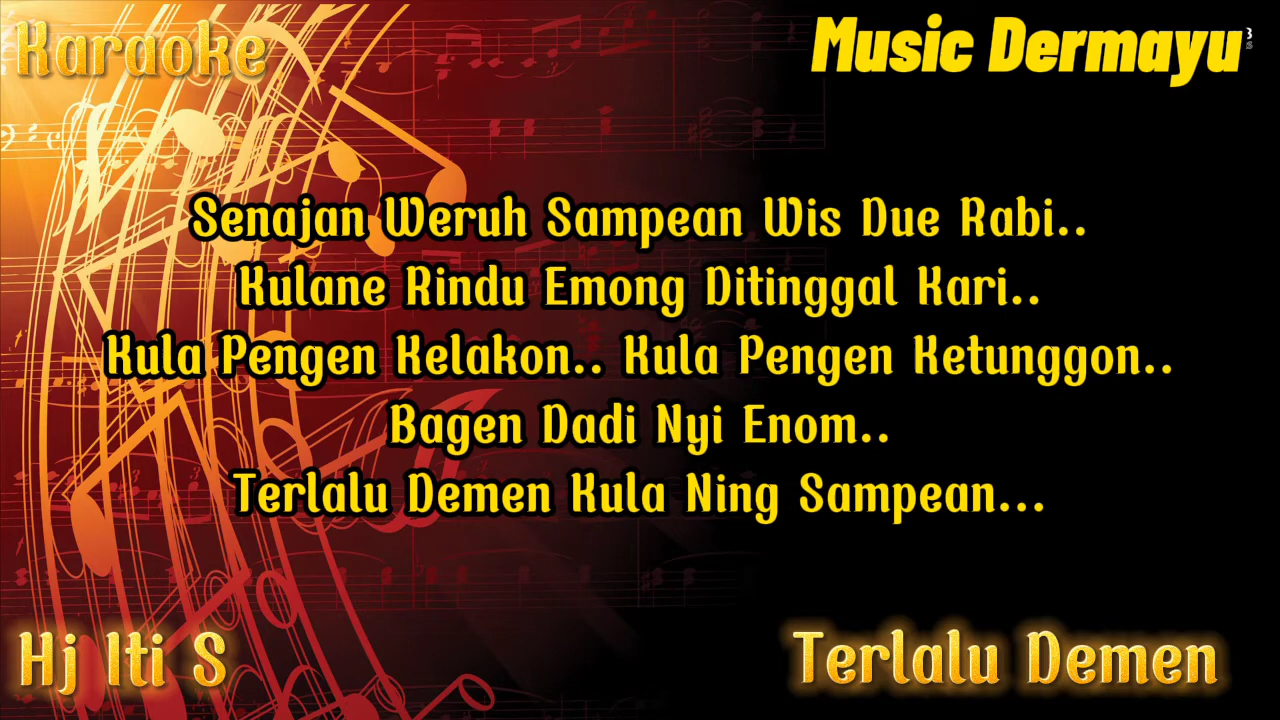 Karaoke
Music Dermayu
Senajan Weruh Sampean Wis Due Rabi..
Kulane Rindu Emong Ditinggal Kari..
Kula Pengen Kelakon.. Kula Pengen Ketunggon..
Bagen Dadi Nyi Enom..
Terlalu Demen Kula Ning Sampean...
Hj Iti S
Terlalu Demen